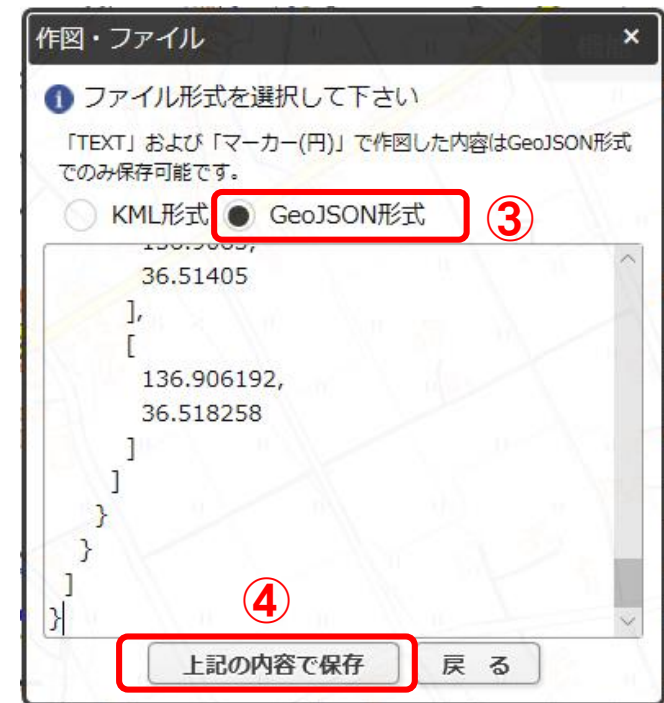 作図・ファイル ×
ファイル形式を選択して下さい
「TEXT」および「マーカー(円)」で作図した内容はGeoJSON形式
でのみ保存可能です。
KML形式 GeoJSON形式 ③
36.51405
],
[
136.906192,
36.518258
]
]
}
}
]
}
④
上記の内容で保存 戻 る